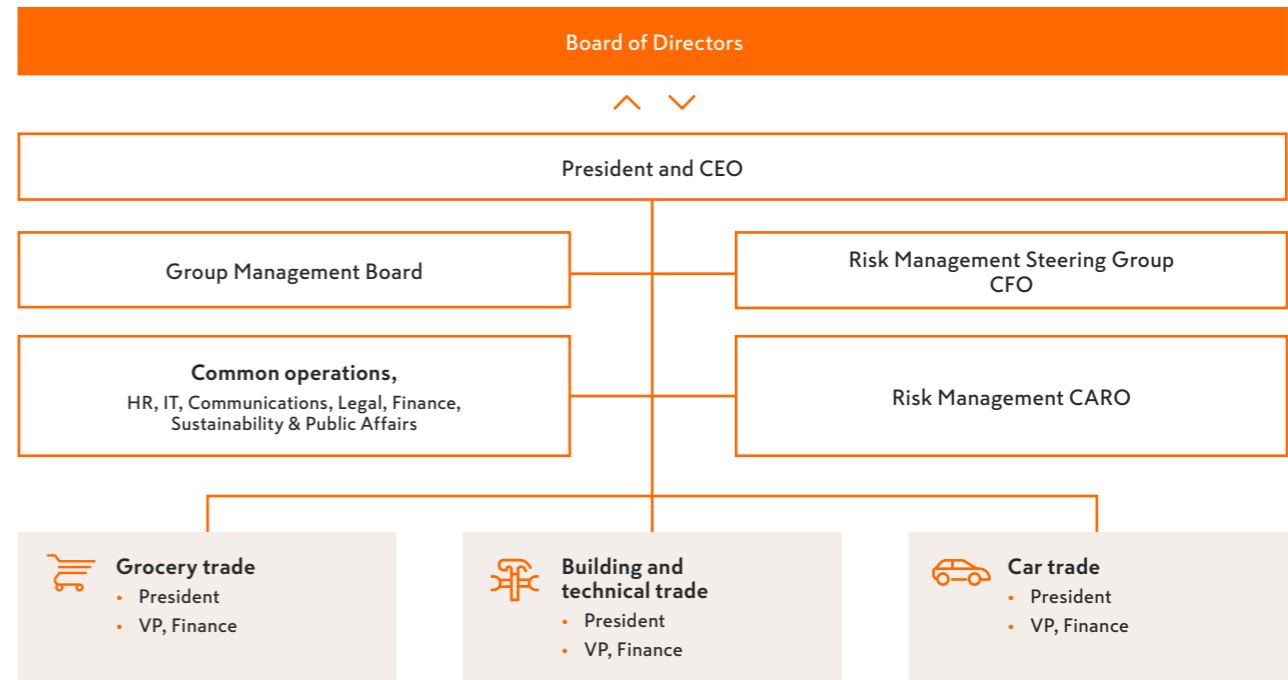 Board of Directors
President and CEO
Group Management Board
Risk Management Steering Group
CFO
Common operations,
HR, IT, Communications, Legal, Finance,
Sustainability & Public Affairs
Risk Management CARO
Grocery trade
• President
• VP, Finance
Building and
technical trade
• President
• VP, Finance
Car trade
• President
• VP, Finance